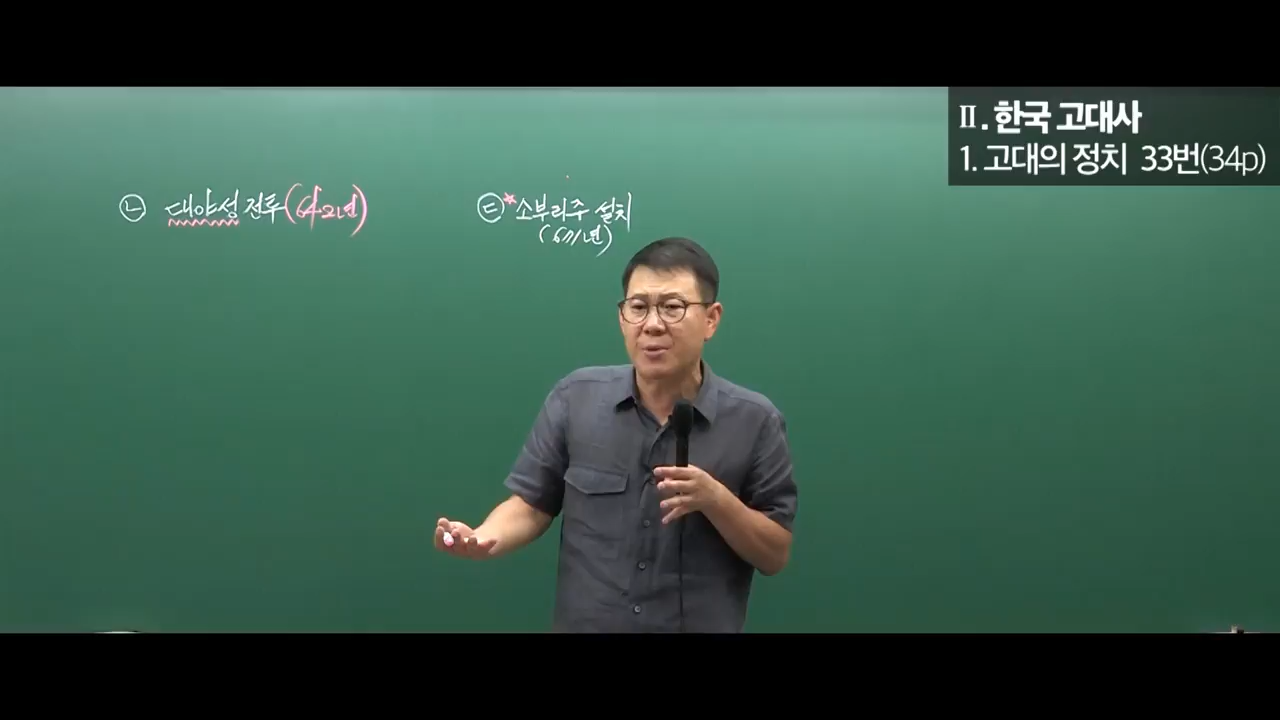 Ⅱ. 한국 고대사
1. 고대의 정치 33번(34p)
㉡ 대야성 전투(642년)
㉢ *소부리주 설치
(671년)